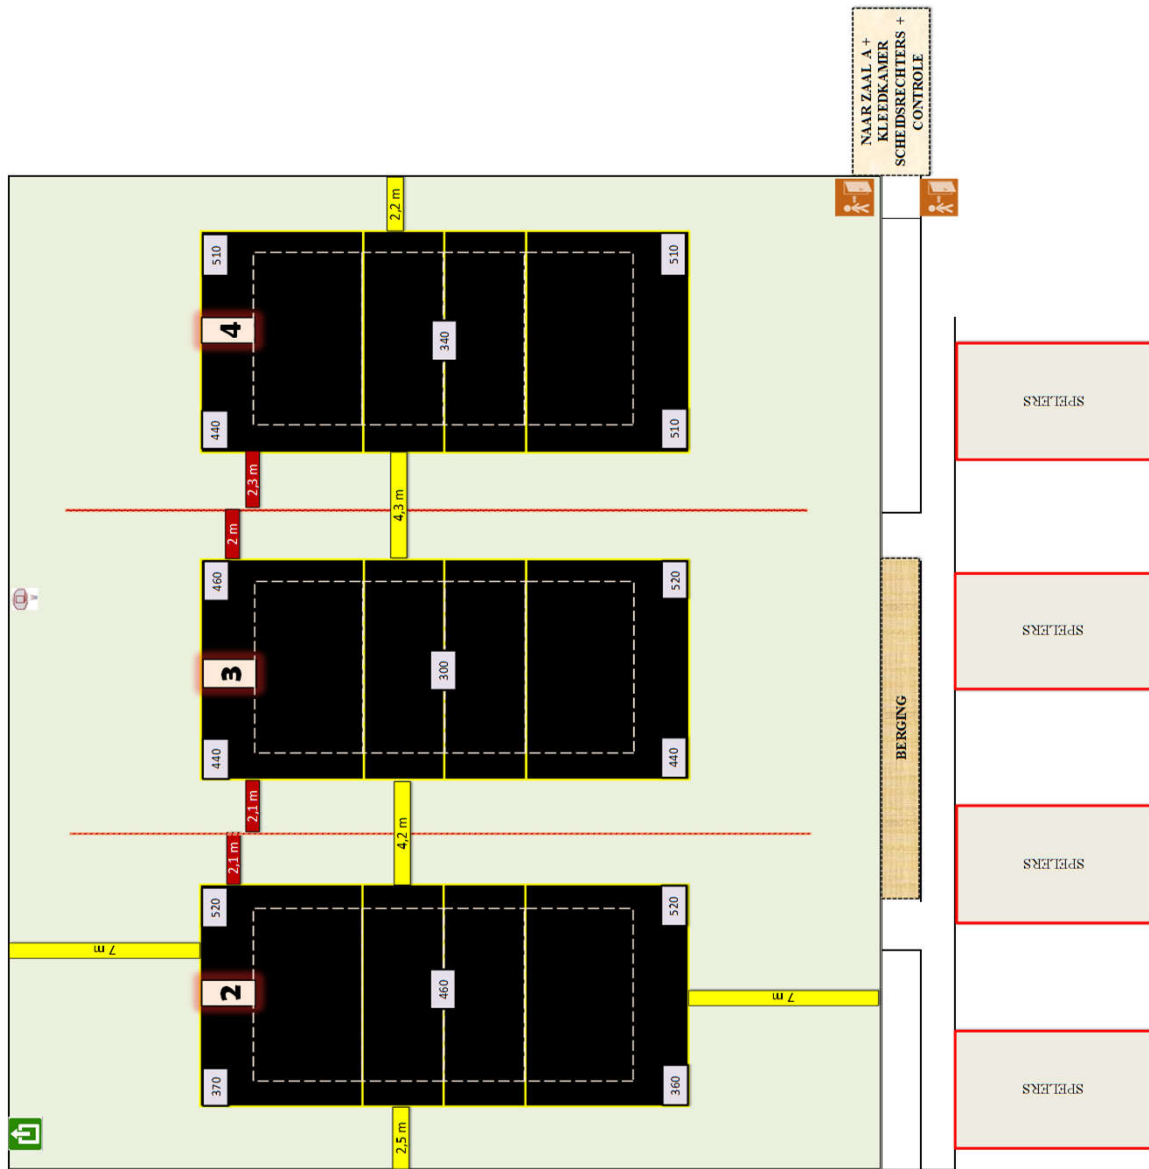 NAAR ZAAL A +
KLEEDKAMER
SCHEIDSRECHTERS +
CONTROLE
2,2 m
510
510
4
340
440
510
2,3 m
4,3 m
2 m
460
520
3
300
440
440
2,1 m
4,2 m
2,1 m
520
520
7 m
2
460
7 m
370
360
2,5 m
BERGING
SPELERS
SPELERS
SPELERS
SPELERS